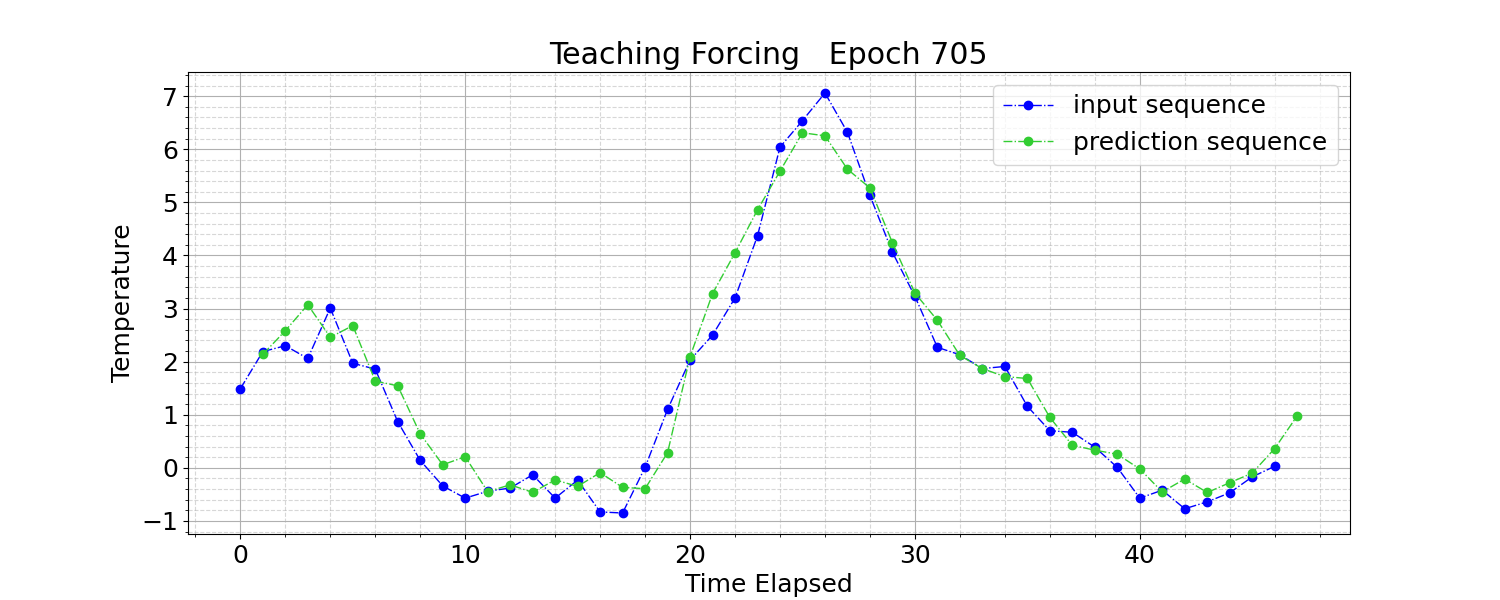 Teaching Forcing   Epoch 705
7
6
5
4
3
2
1
0
−1
Temperature
input sequence
prediction sequence
0 10 20 30 40
Time Elapsed